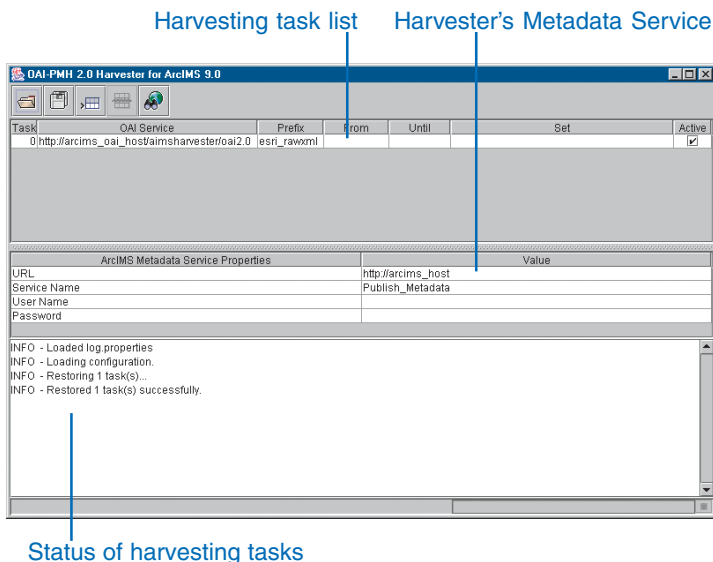 Harvesting task list Harvester's Metadata Service
OAI-PMH 2.0 Harvester for ArcIMS 9.0
Task OAI Service Prefix From Until Set Active
0 http://arcims_oai_host/aimsharvester/oai2.0 esri_rawxml
ArcIMS Metadata Service Properties Value
URL http://arcims_host
Service Name Publish_Metadata
User Name
Password
INFO - Loaded log.properties
INFO - Loading configuration.
INFO - Restoring 1 task(s)...
INFO - Restored 1 task(s) successfully.
Status of harvesting tasks